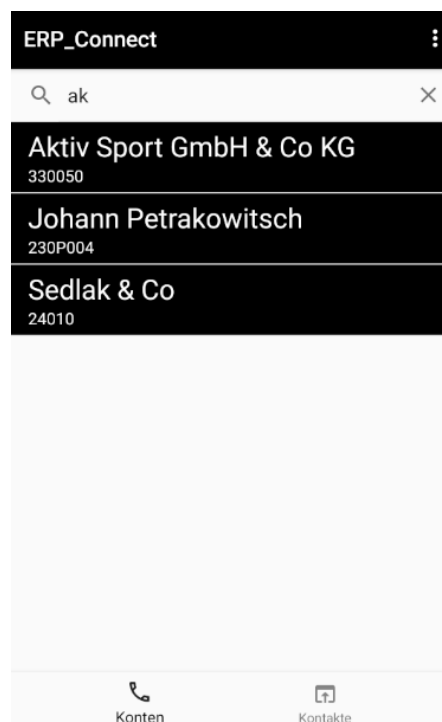 ERP_Connect
ak
Aktiv Sport GmbH & Co KG
330050
Johann Petrakowitsch
230P004
Sedlak & Co
24010
Konten
Kontakte